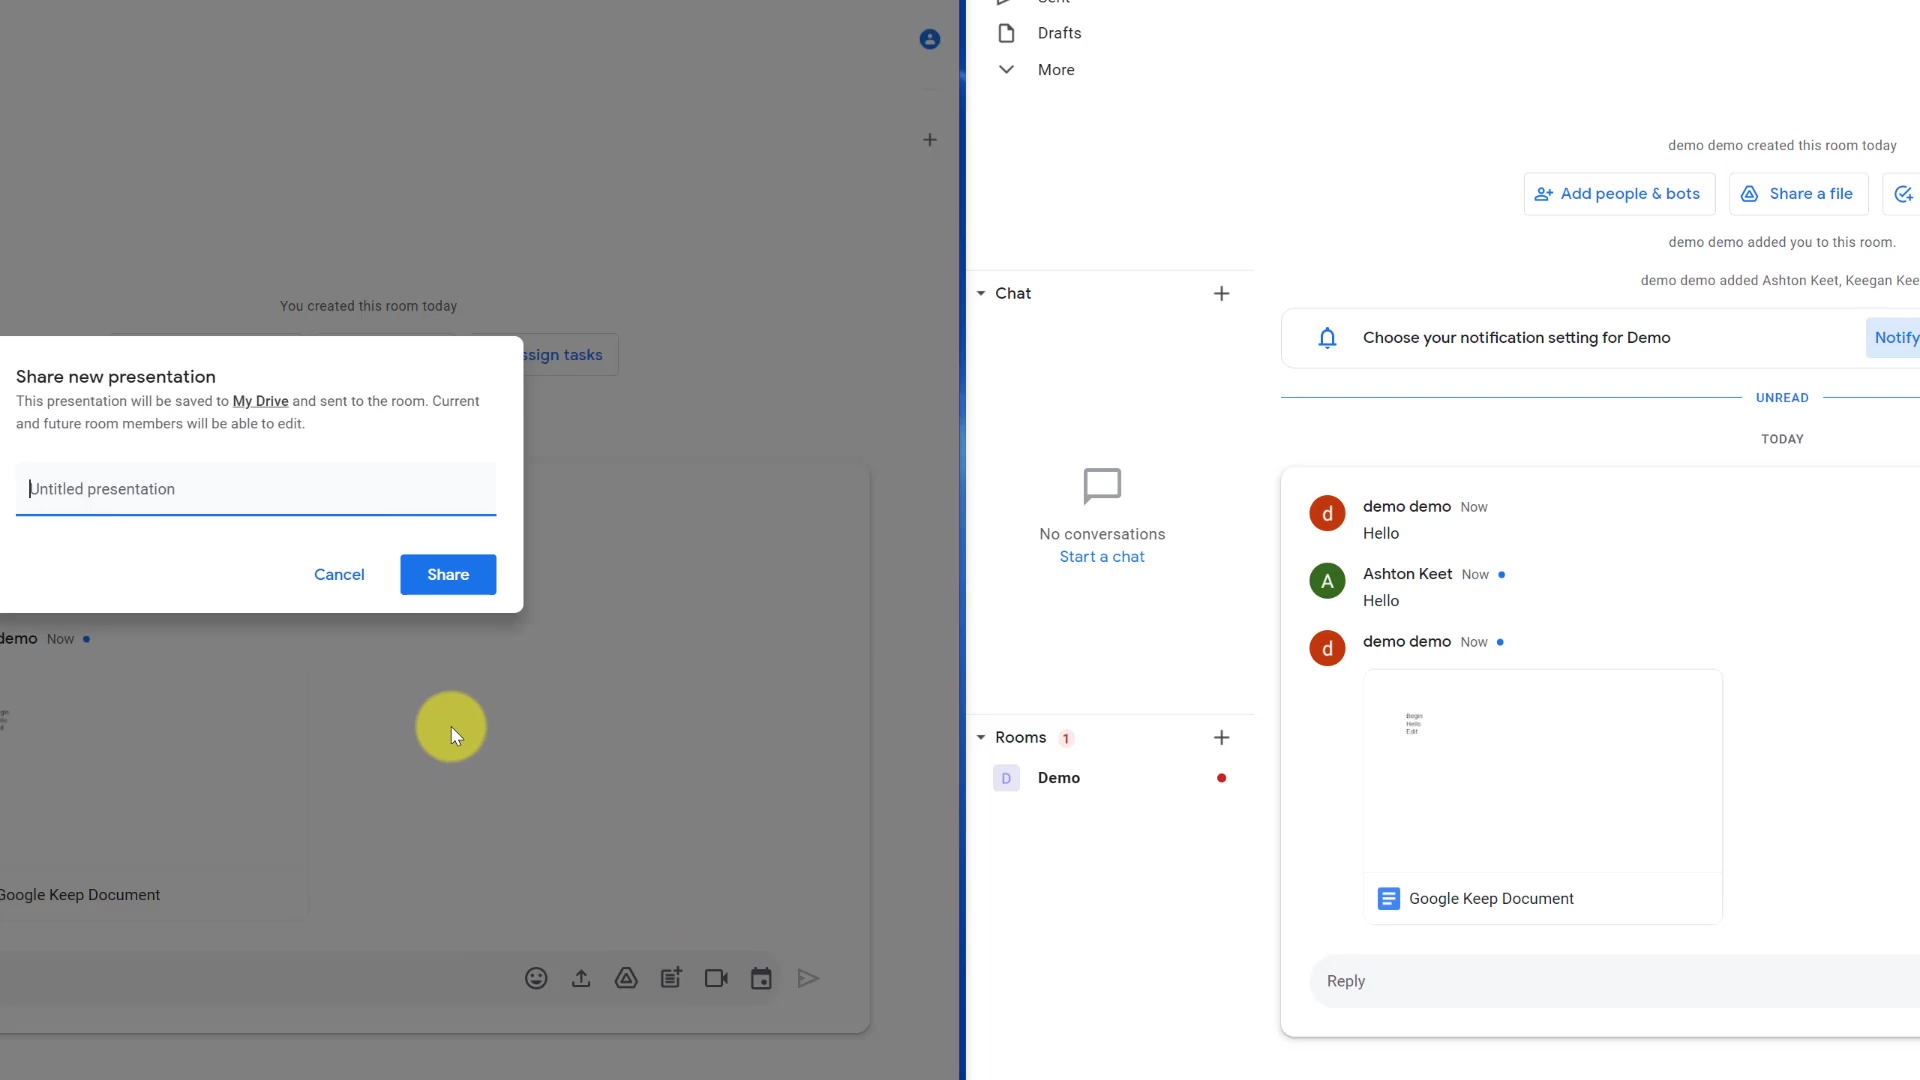 You created this room today
ssign tasks
Share new presentation
This presentation will be saved to My Drive and sent to the room. Current
and future room members will be able to edit.
Untitled presentation
Cancel
Share
demo Now
Google Keep Document
Sent
Drafts
More
Chat
No conversations
Start a chat
Rooms 1
D Demo
demo demo created this room today
Add people & bots
Share a file
demo demo added you to this room.
demo demo added Ashton Keet, Keegan Kee
Choose your notification setting for Demo
Notify
UNREAD
TODAY
d demo demo Now
Hello
A Ashton Keet Now
Hello
d demo demo Now
Begin
Hello
Edit
Google Keep Document
Reply